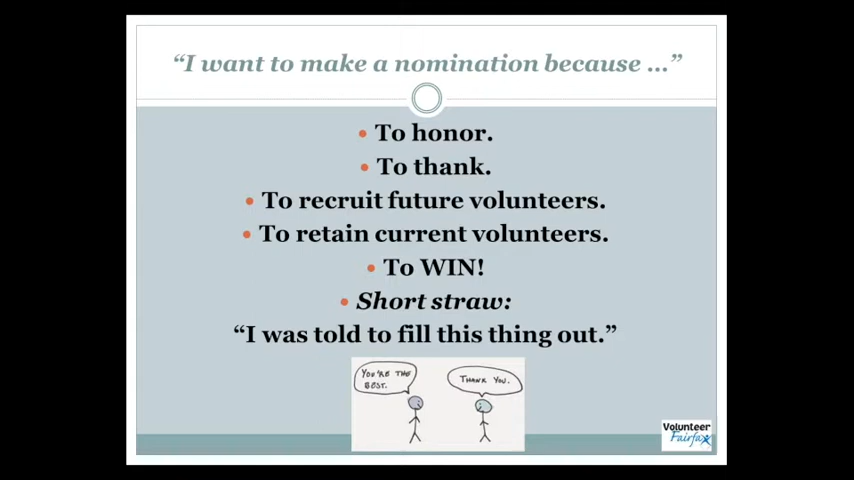 “I want to make a nomination because …”
• To honor.
• To thank.
• To recruit future volunteers.
• To retain current volunteers.
• To WIN!
• Short straw:
“I was told to fill this thing out.”
YOU'RE THE
BEST.
THANK YOU.
Volunteer
Fairfax